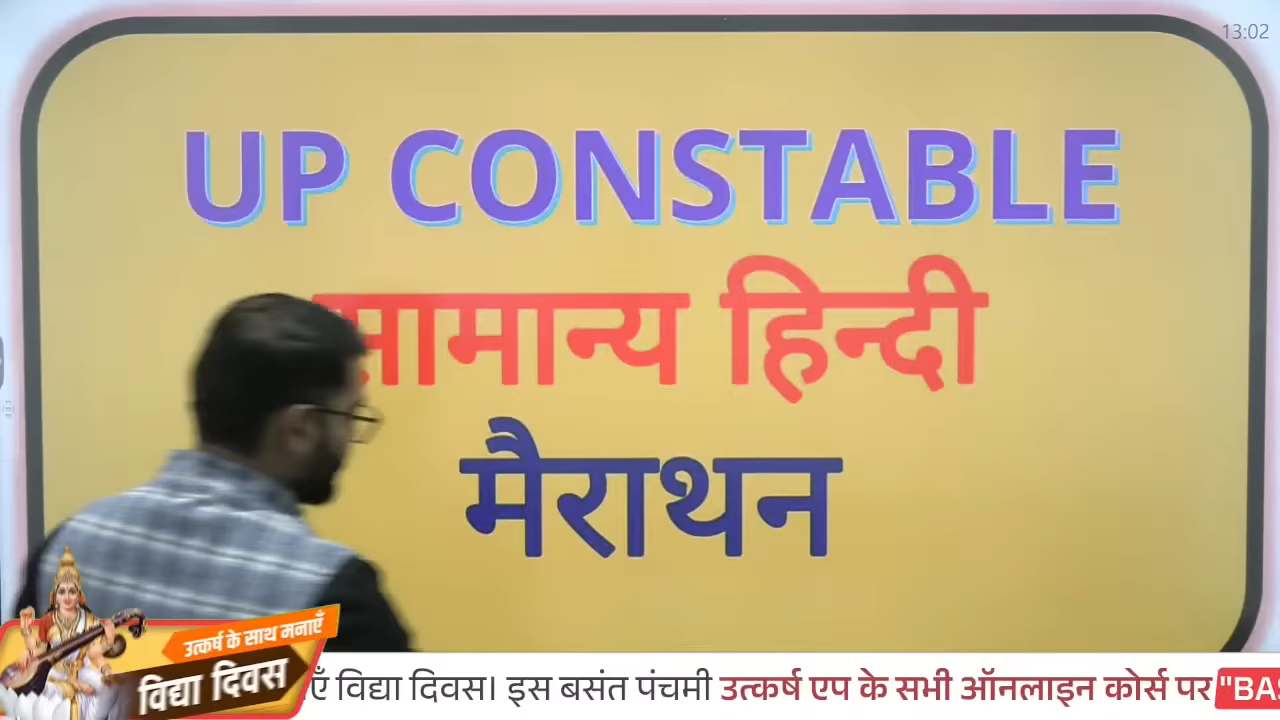 13:02
UP CONSTABLE
सामान्य हिन्दी
मैराथन
उत्कर्ष के साथ मनाएँ
विद्या दिवस
विद्या दिवस। इस बसंत पंचमी उत्कर्ष एप के सभी ऑनलाइन कोर्स पर